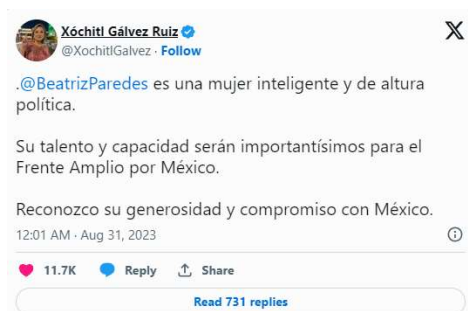 Xóchitl Gálvez Ruiz
@XochitlGalvez · Follow
.@BeatrizParedes es una mujer inteligente y de altura
política.
Su talento y capacidad serán importantísimos para el
Frente Amplio por México.
Reconozco su generosidad y compromiso con México.
12:01 AM · Aug 31, 2023
11.7K Reply Share
Read 731 replies